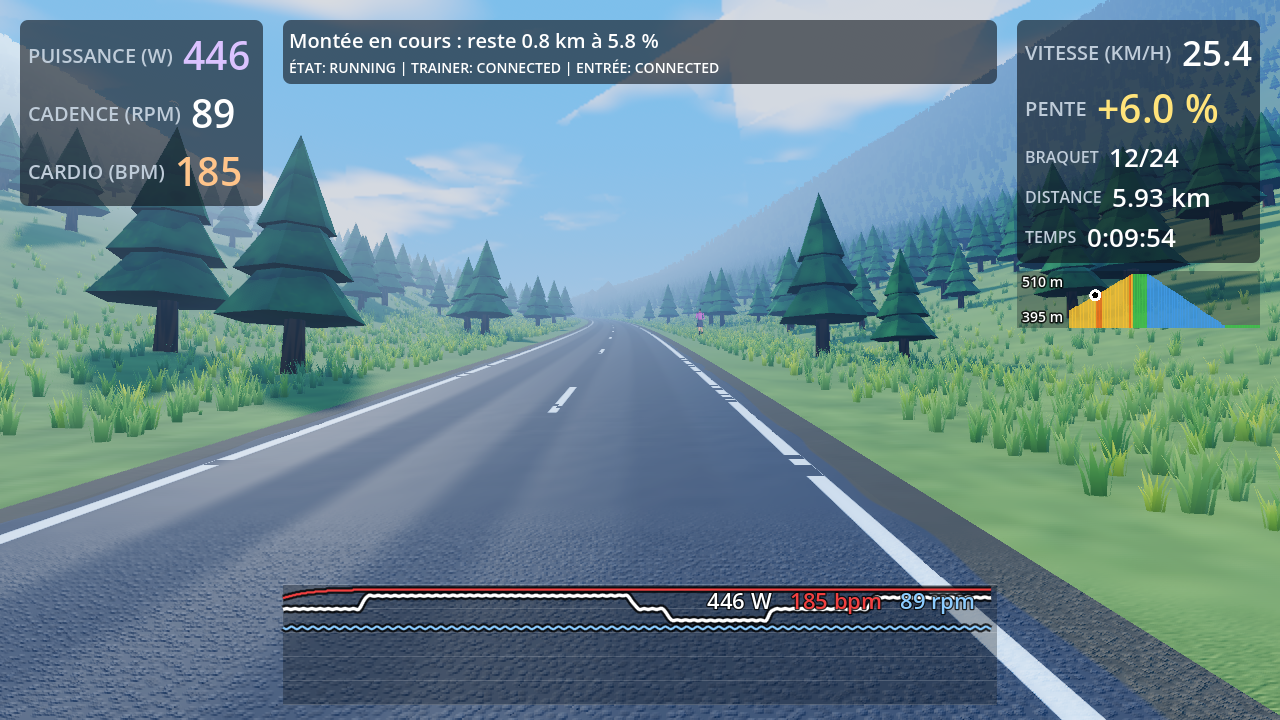 PUISSANCE (W) 446
CADENCE (RPM) 89
CARDIO (BPM) 185
Montée en cours : reste 0.8 km à 5.8 %
ÉTAT: RUNNING | TRAINER: CONNECTED | ENTRÉE: CONNECTED
VITESSE (KM/H) 25.4
PENTE +6.0 %
BRAQUET 12/24
DISTANCE 5.93 km
TEMPS 0:09:54
510 m
395 m
446 W 185 bpm 89 rpm